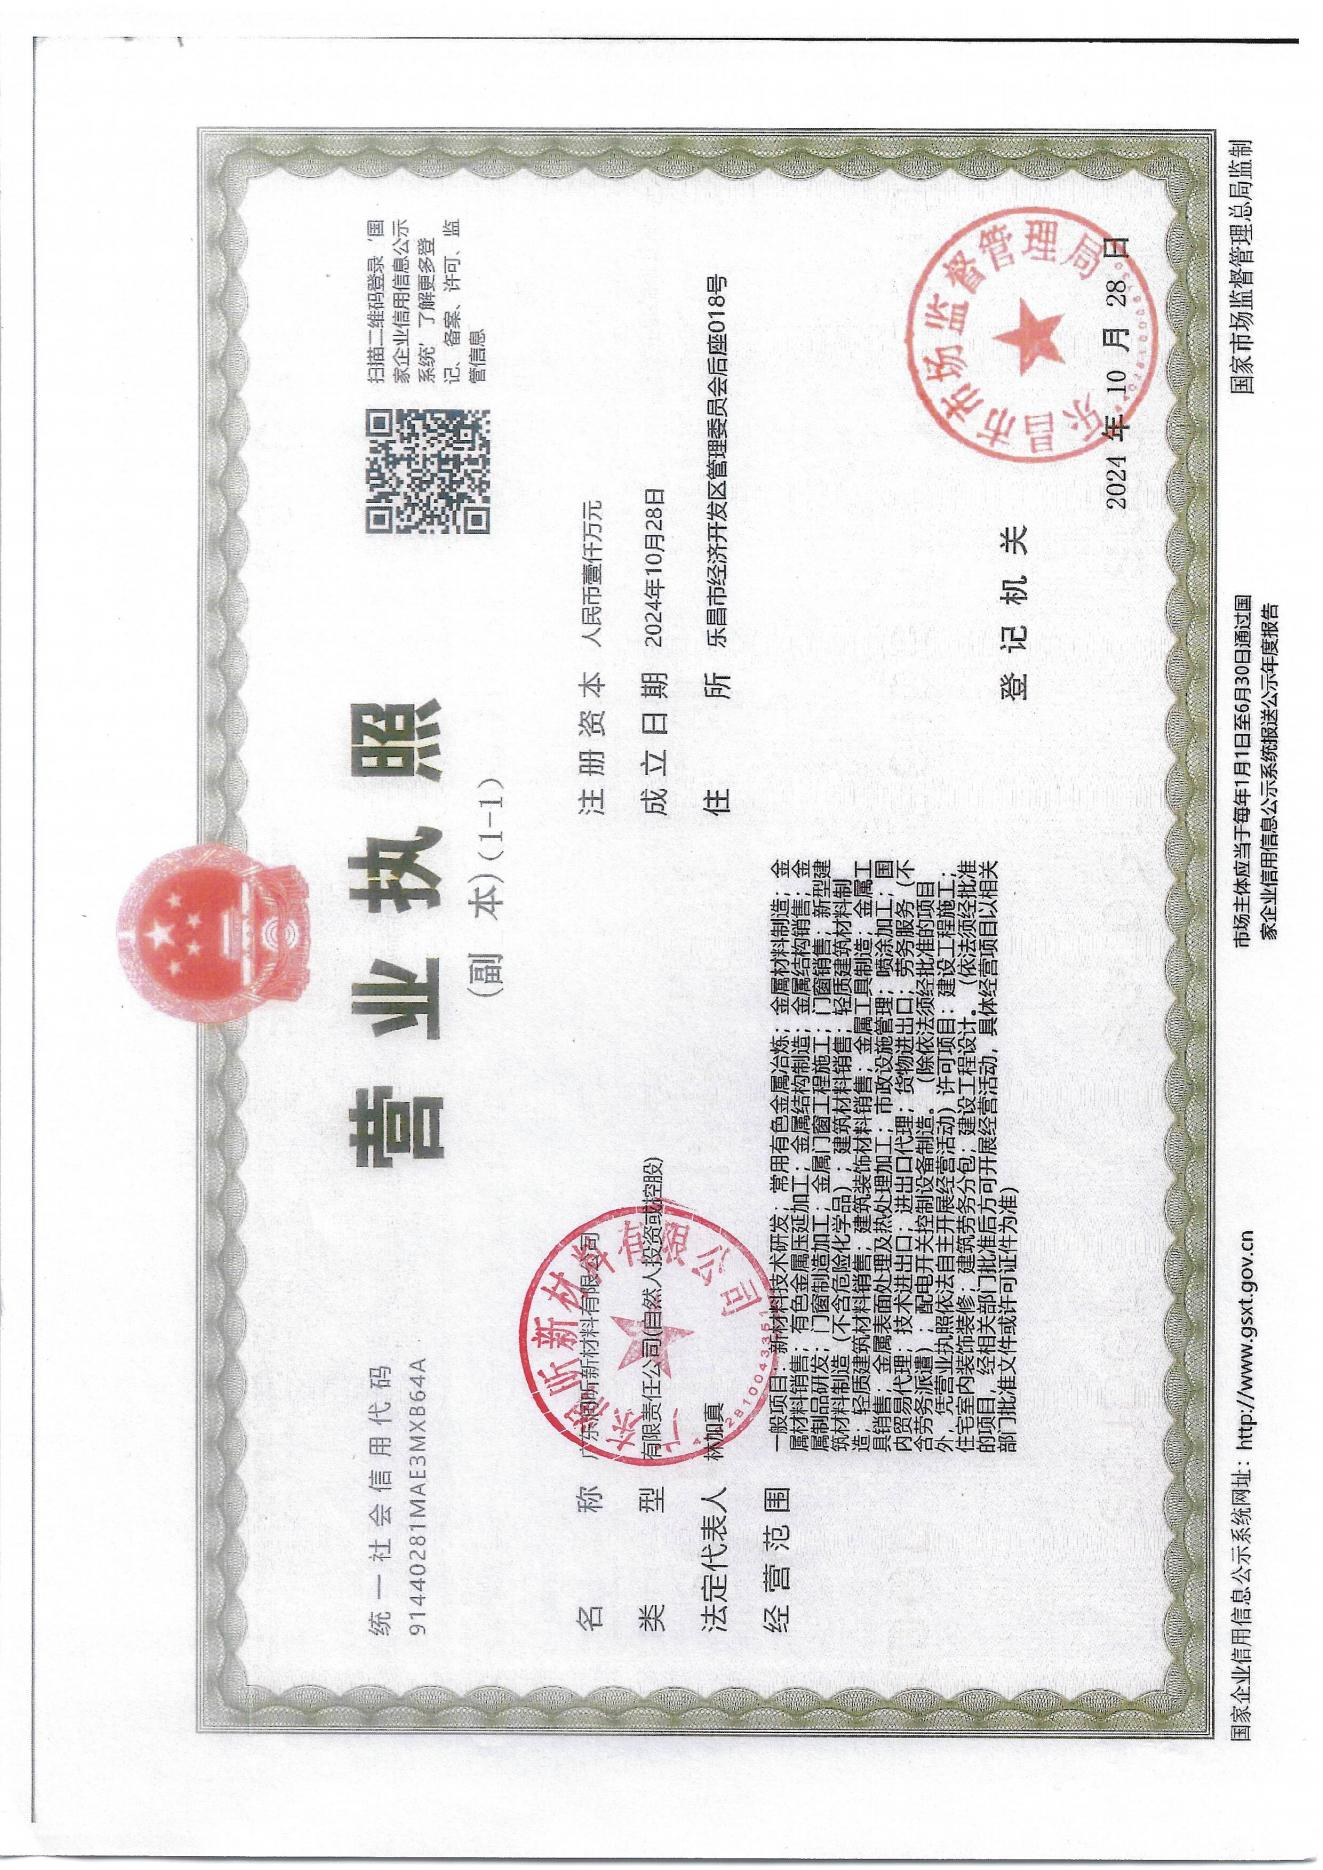 统一社会信用代码
91440281MAE3MXB64A
营业执照
(副 本)(1-1)
扫描二维码登录‘国
家企业信用信息公示
系统’了解更多登
记、备案、许可、监
管信息
名 称 广东润昕新材料有限公司
类 型 有限责任公司(自然人投资或控股)
法定代表人 林加真
经营范围 一般项目：新材料技术研发；常用有色金属冶炼；金属材料制造；金
属材料销售；有色金属压延加工；金属结构制造；金属结构销售；金
属制品研发；门窗制造加工；金属门窗工程施工；门窗销售；新型建
筑材料制造（不含危险化学品）；建筑材料销售；轻质建筑材料制
造；轻质建筑材料销售；建筑装饰材料销售；金属工具制造；金属工
具销售；金属表面处理及热处理加工；市政设施管理；喷涂加工；国
内贸易代理；技术进出口；进出口代理；货物进出口；劳务服务（不
含劳务派遣）；配电开关控制设备制造。（除依法须经批准的项目
外，凭营业执照依法自主开展经营活动）许可项目：建设工程施工；
住宅室内装饰装修；建筑劳务分包；建设工程设计。（依法须经批准
的项目，经相关部门批准后方可开展经营活动，具体经营项目以相关
部门批准文件或许可证件为准）
注册资本 人民币壹仟万元
成立日期 2024年10月28日
住 所 乐昌市经济开发区管理委员会后座018号
登记机关
乐昌市市场监督管理局
2024 年 10 月 28 日
国家企业信用信息公示系统网址：http://www.gsxt.gov.cn
市场主体应当于每年1月1日至6月30日通过国
家企业信用信息公示系统报送公示年度报告
国家市场监督管理总局监制